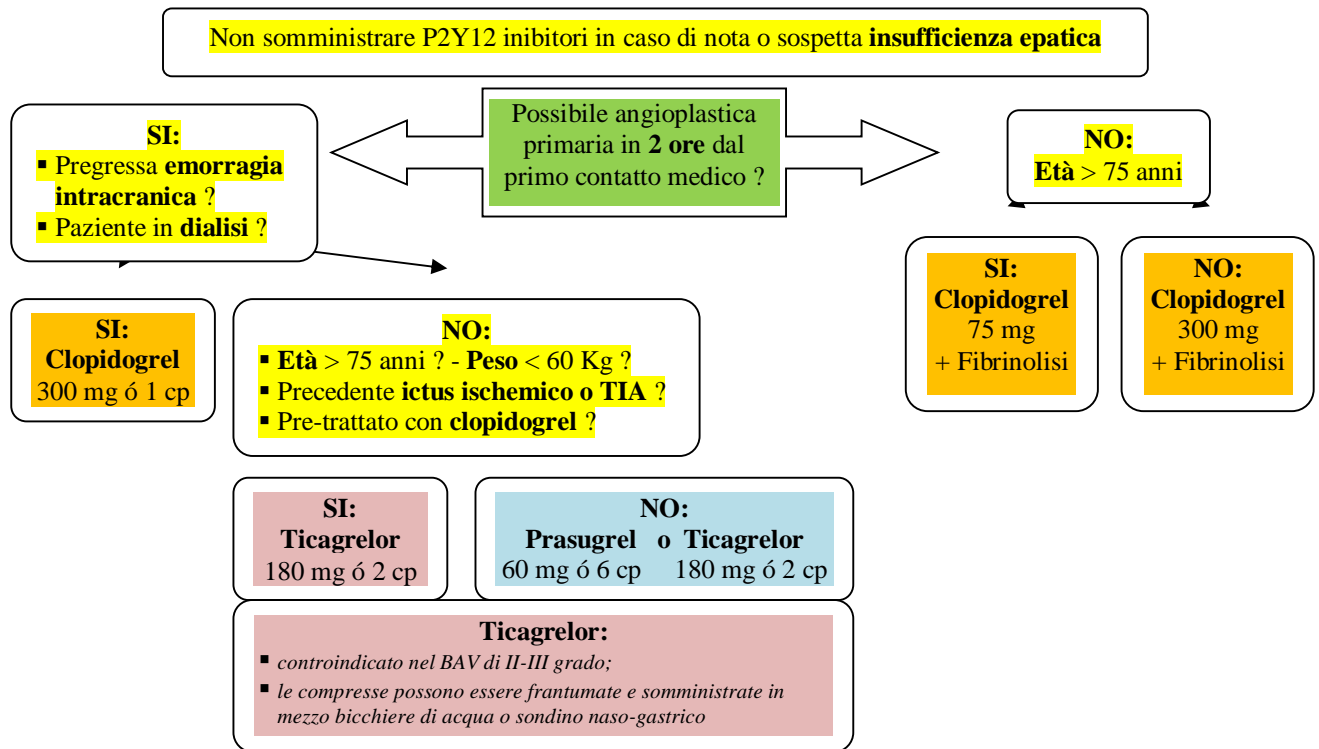 Non somministrare P2Y12 inibitori in caso di nota o sospetta insufficienza epatica
Possibile angioplastica
primaria in 2 ore dal
primo contatto medico ?
SI:
▪ Pregressa emorragia
intracranica ?
▪ Paziente in dialisi ?
NO:
Età > 75 anni
SI:
Clopidogrel
300 mg ó 1 cp
NO:
▪ Età > 75 anni ? - Peso < 60 Kg ?
▪ Precedente ictus ischemico o TIA ?
▪ Pre-trattato con clopidogrel ?
SI:
Clopidogrel
75 mg
+ Fibrinolisi
NO:
Clopidogrel
300 mg
+ Fibrinolisi
SI:
Ticagrelor
180 mg ó 2 cp
NO:
Prasugrel o Ticagrelor
60 mg ó 6 cp 180 mg ó 2 cp
Ticagrelor:
▪ controindicato nel BAV di II-III grado;
▪ le compresse possono essere frantumate e somministrate in
mezzo bicchiere di acqua o sondino naso-gastrico